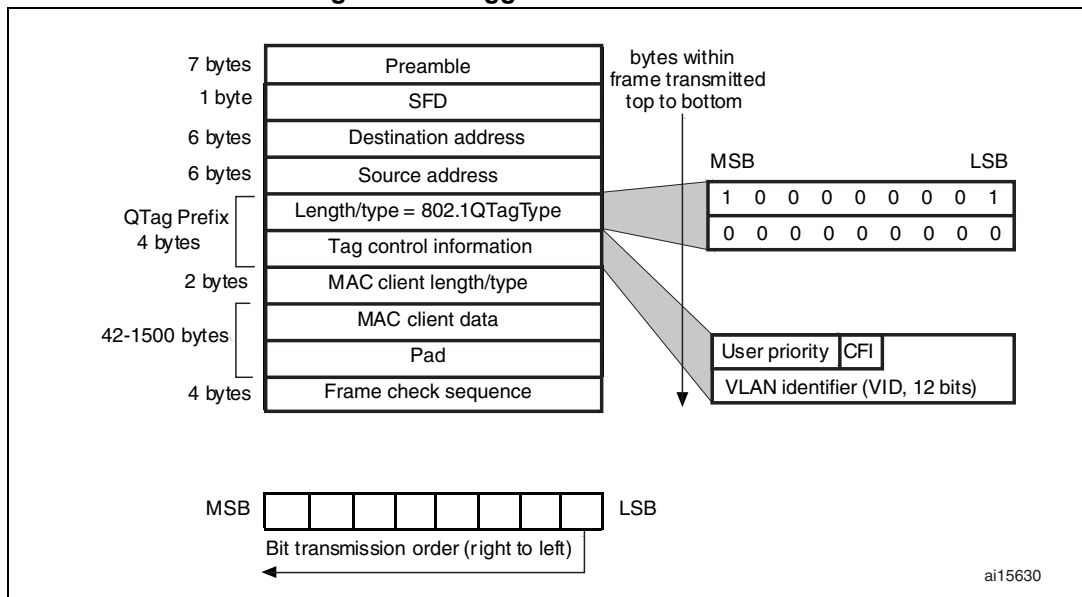 7 bytes
Preamble
1 byte
SFD
6 bytes
Destination address
6 bytes
Source address
QTag Prefix
4 bytes
Length/type = 802.1QTagType
Tag control information
2 bytes
MAC client length/type
42-1500 bytes
MAC client data
Pad
4 bytes
Frame check sequence
bytes within
frame transmitted
top to bottom
MSB LSB
1 0 0 0 0 0 0 0 0 1
0 0 0 0 0 0 0 0 0 0
User priority CFI
VLAN identifier (VID, 12 bits)
MSB LSB
Bit transmission order (right to left)
ai15630